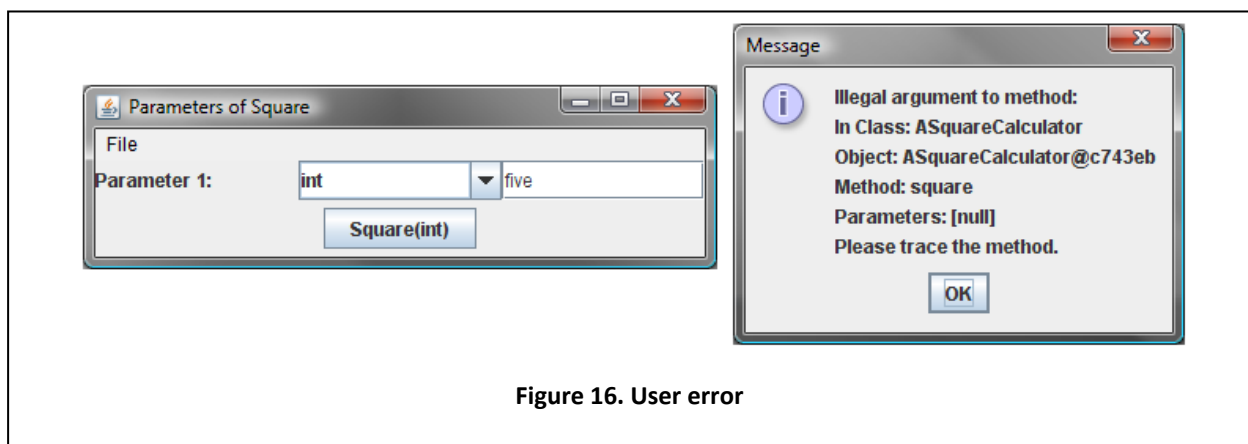 Parameters of Square
File
Parameter 1:
int
five
Square(int)
Message
Illegal argument to method:
In Class: ASquareCalculator
Object: ASquareCalculator@c743eb
Method: square
Parameters: [null]
Please trace the method.
OK
Figure 16. User error